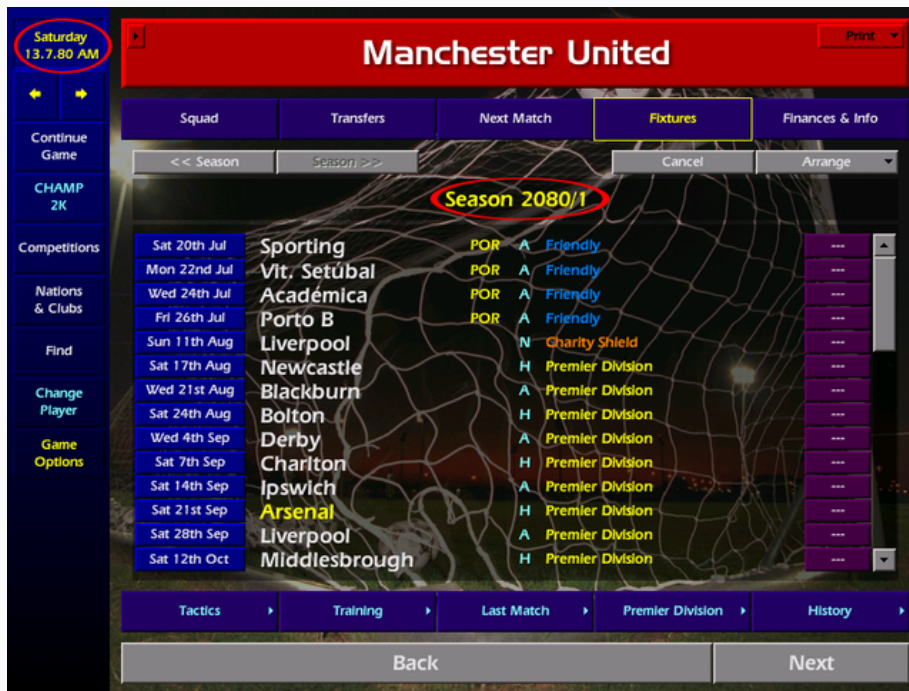 Saturday
13.7.80 AM
Manchester United
Print
Squad
Transfers
Next Match
Fixtures
Finances & Info
Continue
Game
CHAMP
2K
Competitions
Nations
& Clubs
Find
Change
Player
Game
Options
<< Season
Season >>
Cancel
Arrange
Season 2080/1
Sat 20th Jul Sporting POR A Friendly ---
Mon 22nd Jul Vit. Setúbal POR A Friendly ---
Wed 24th Jul Académica POR A Friendly ---
Fri 26th Jul Porto B POR A Friendly ---
Sun 11th Aug Liverpool N Charity Shield ---
Sat 17th Aug Newcastle H Premier Division ---
Wed 21st Aug Blackburn A Premier Division ---
Sat 24th Aug Bolton H Premier Division ---
Wed 4th Sep Derby A Premier Division ---
Sat 7th Sep Charlton H Premier Division ---
Sat 14th Sep Ipswich A Premier Division ---
Sat 21st Sep Arsenal H Premier Division ---
Sat 28th Sep Liverpool A Premier Division ---
Sat 12th Oct Middlesbrough H Premier Division ---
Tactics
Training
Last Match
Premier Division
History
Back
Next